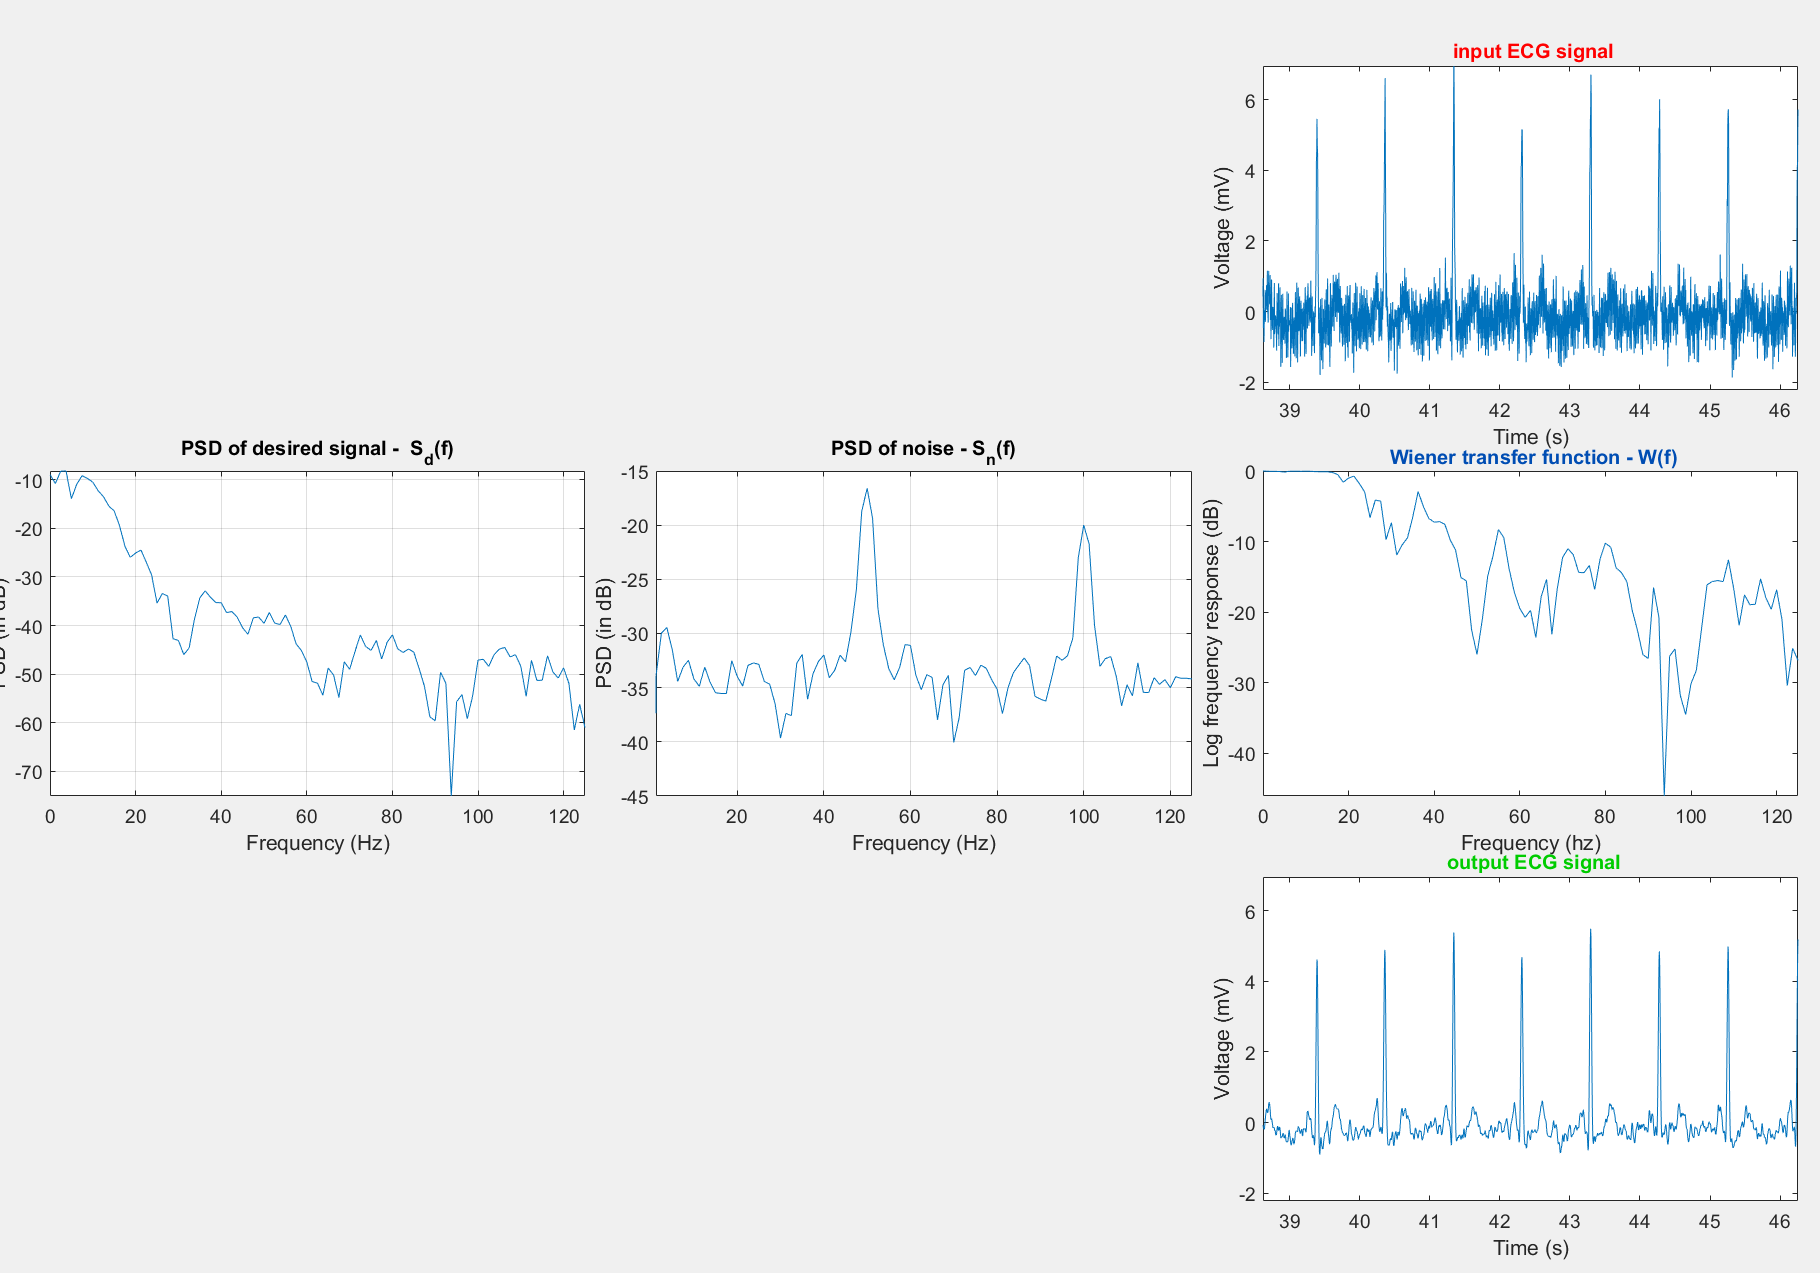 input ECG signal
Voltage (mV)
6
4
2
0
-2
39 40 41 42 43 44 45 46
Time (s)
PSD of desired signal - Sd(f)
(in dB)
-10
-20
-30
-40
-50
-60
-70
0 20 40 60 80 100 120
Frequency (Hz)
PSD of noise - Sn(f)
PSD (in dB)
-15
-20
-25
-30
-35
-40
-45
20 40 60 80 100 120
Frequency (Hz)
Wiener transfer function - W(f)
Log frequency response (dB)
0
-10
-20
-30
-40
0 20 40 60 80 100 120
Frequency (hz)
output ECG signal
Voltage (mV)
6
4
2
0
-2
39 40 41 42 43 44 45 46
Time (s)